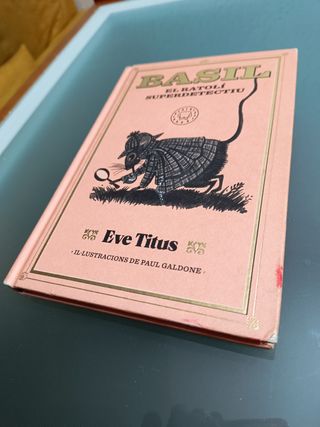 BASIL
EL RATOLÍ
SUPERDETECTIU
Eve Titus
· IL·LUSTRACIONS DE PAUL GALDONE ·